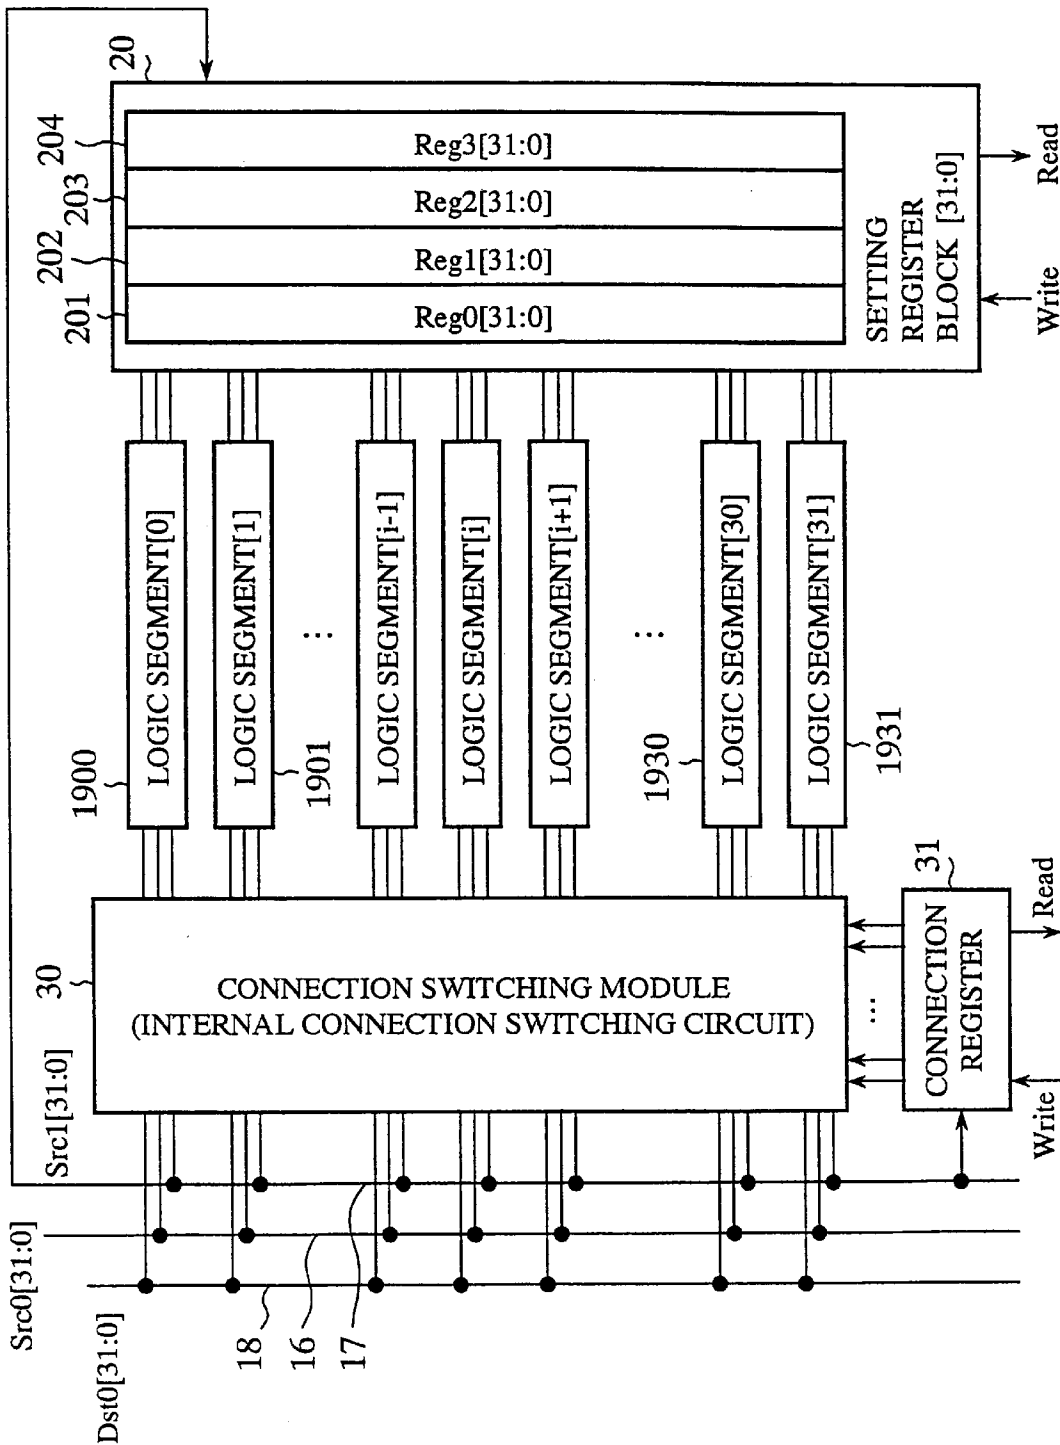 20
204
203
202
201
Reg3[31:0]
Reg2[31:0]
Reg1[31:0]
Reg0[31:0]
SETTING
REGISTER
BLOCK [31:0]
Read
Write
LOGIC SEGMENT[0]
LOGIC SEGMENT[1]
...
LOGIC SEGMENT[i-1]
LOGIC SEGMENT[i]
LOGIC SEGMENT[i+1]
...
LOGIC SEGMENT[30]
LOGIC SEGMENT[31]
1900
1901
1930
1931
30
CONNECTION SWITCHING MODULE
(INTERNAL CONNECTION SWITCHING CIRCUIT)
...
31
CONNECTION
REGISTER
Read
Write
Src1[31:0]
Src0[31:0]
Dst0[31:0]
18
16
17